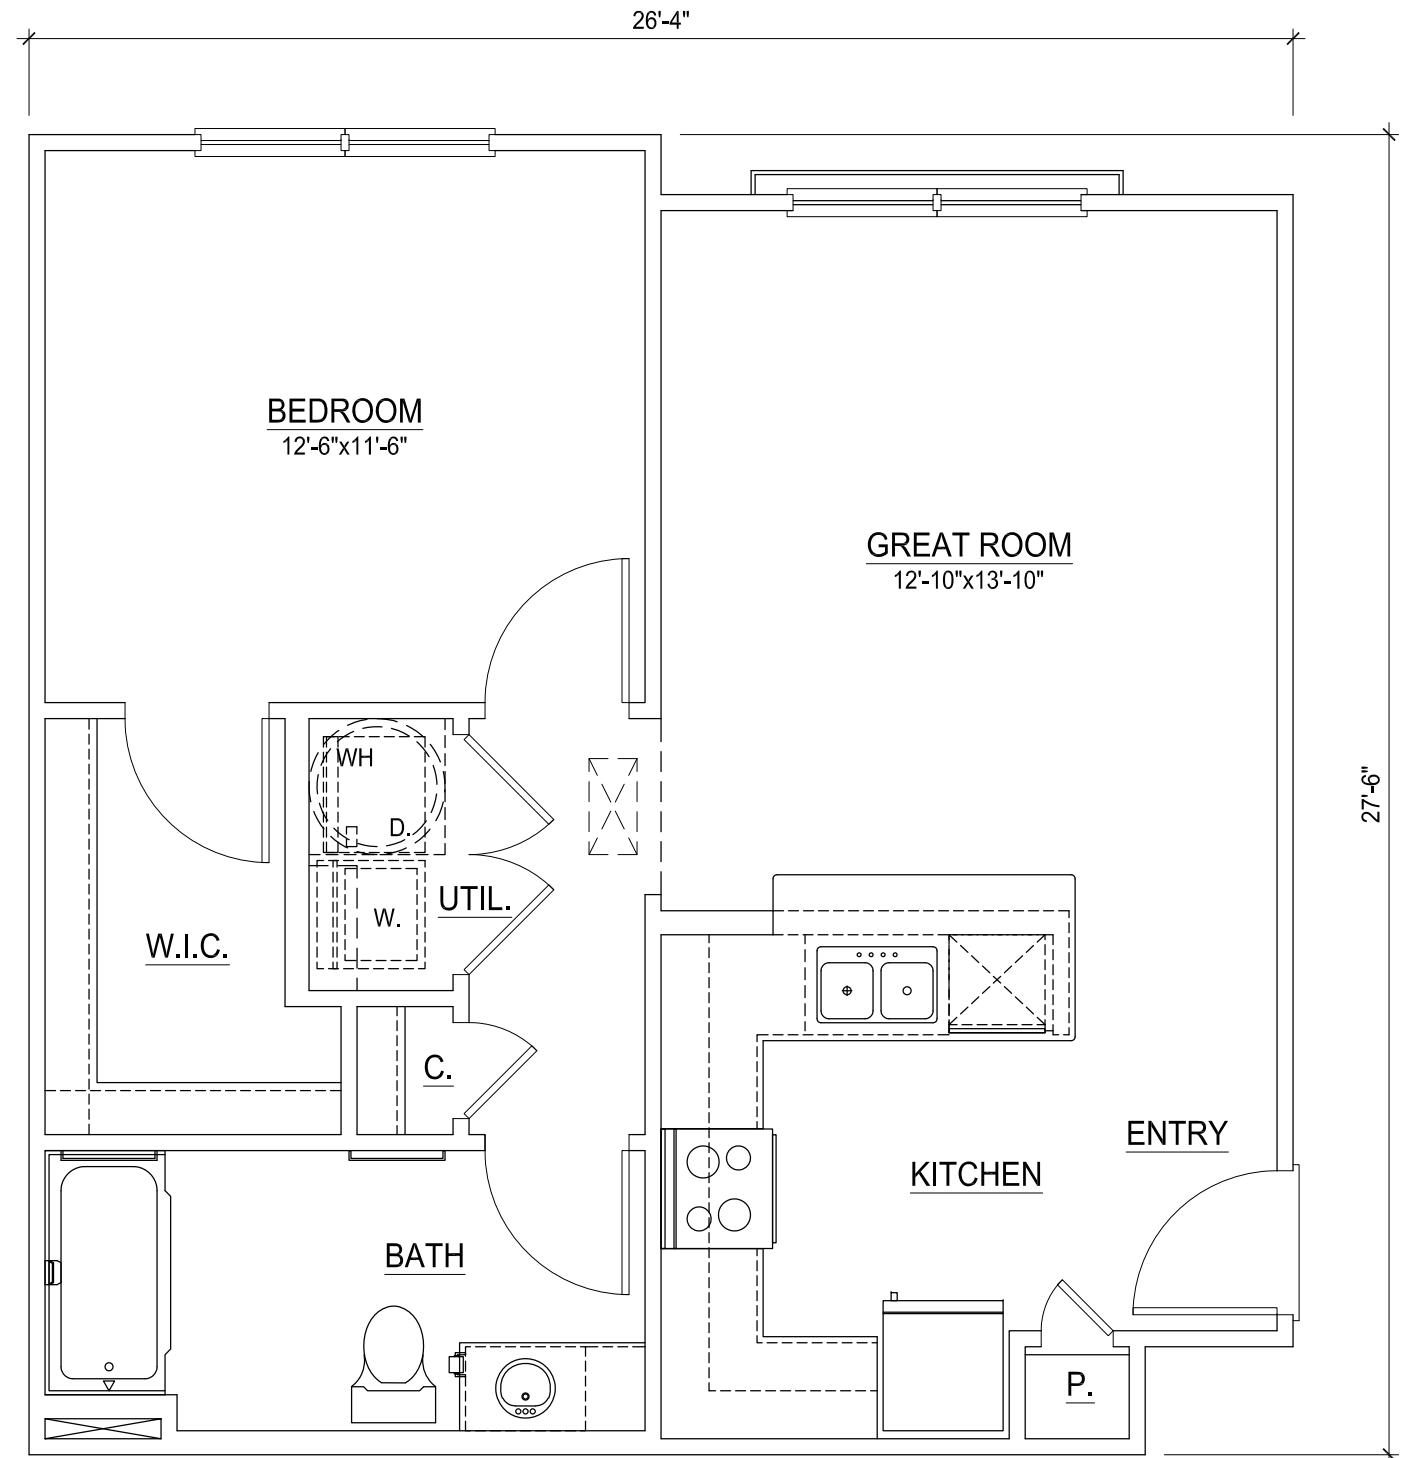 26'-4"
BEDROOM
12'-6"x11'-6"
GREAT ROOM
12'-10"x13'-10"
27'-6"
WH
D.
W.
UTIL.
W.I.C.
C.
ENTRY
KITCHEN
BATH
P.